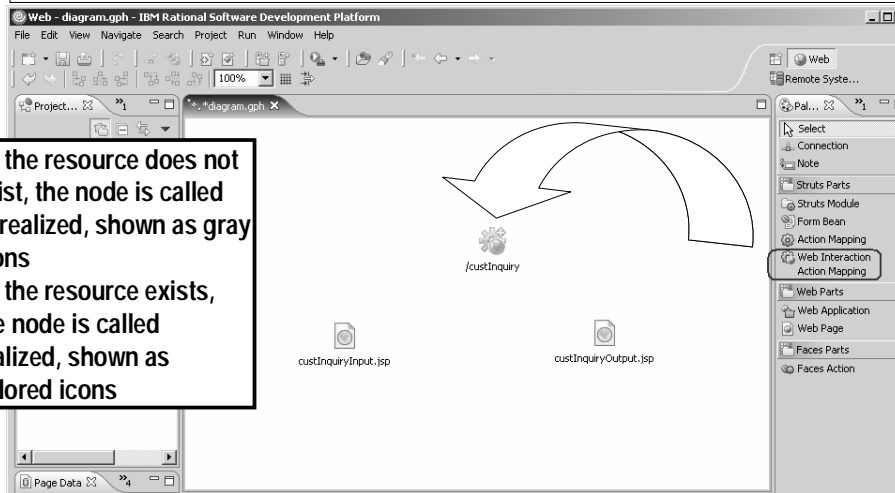 Web - diagram.gph - IBM Rational Software Development Platform
File Edit View Navigate Search Project Run Window Help
100%
Web
Remote Syste...
Project...
1
*diagram.gph
Pal...
1
Select
Connection
Note
Struts Parts
Struts Module
Form Bean
Action Mapping
Web Interaction
Action Mapping
Web Parts
Web Application
Web Page
Faces Parts
Faces Action
the resource does not
ist, the node is called
realized, shown as gray
ons
the resource exists,
e node is called
alized, shown as
lored icons
/custInquiry
custInquiryInput.jsp
custInquiryOutput.jsp
Page Data
4